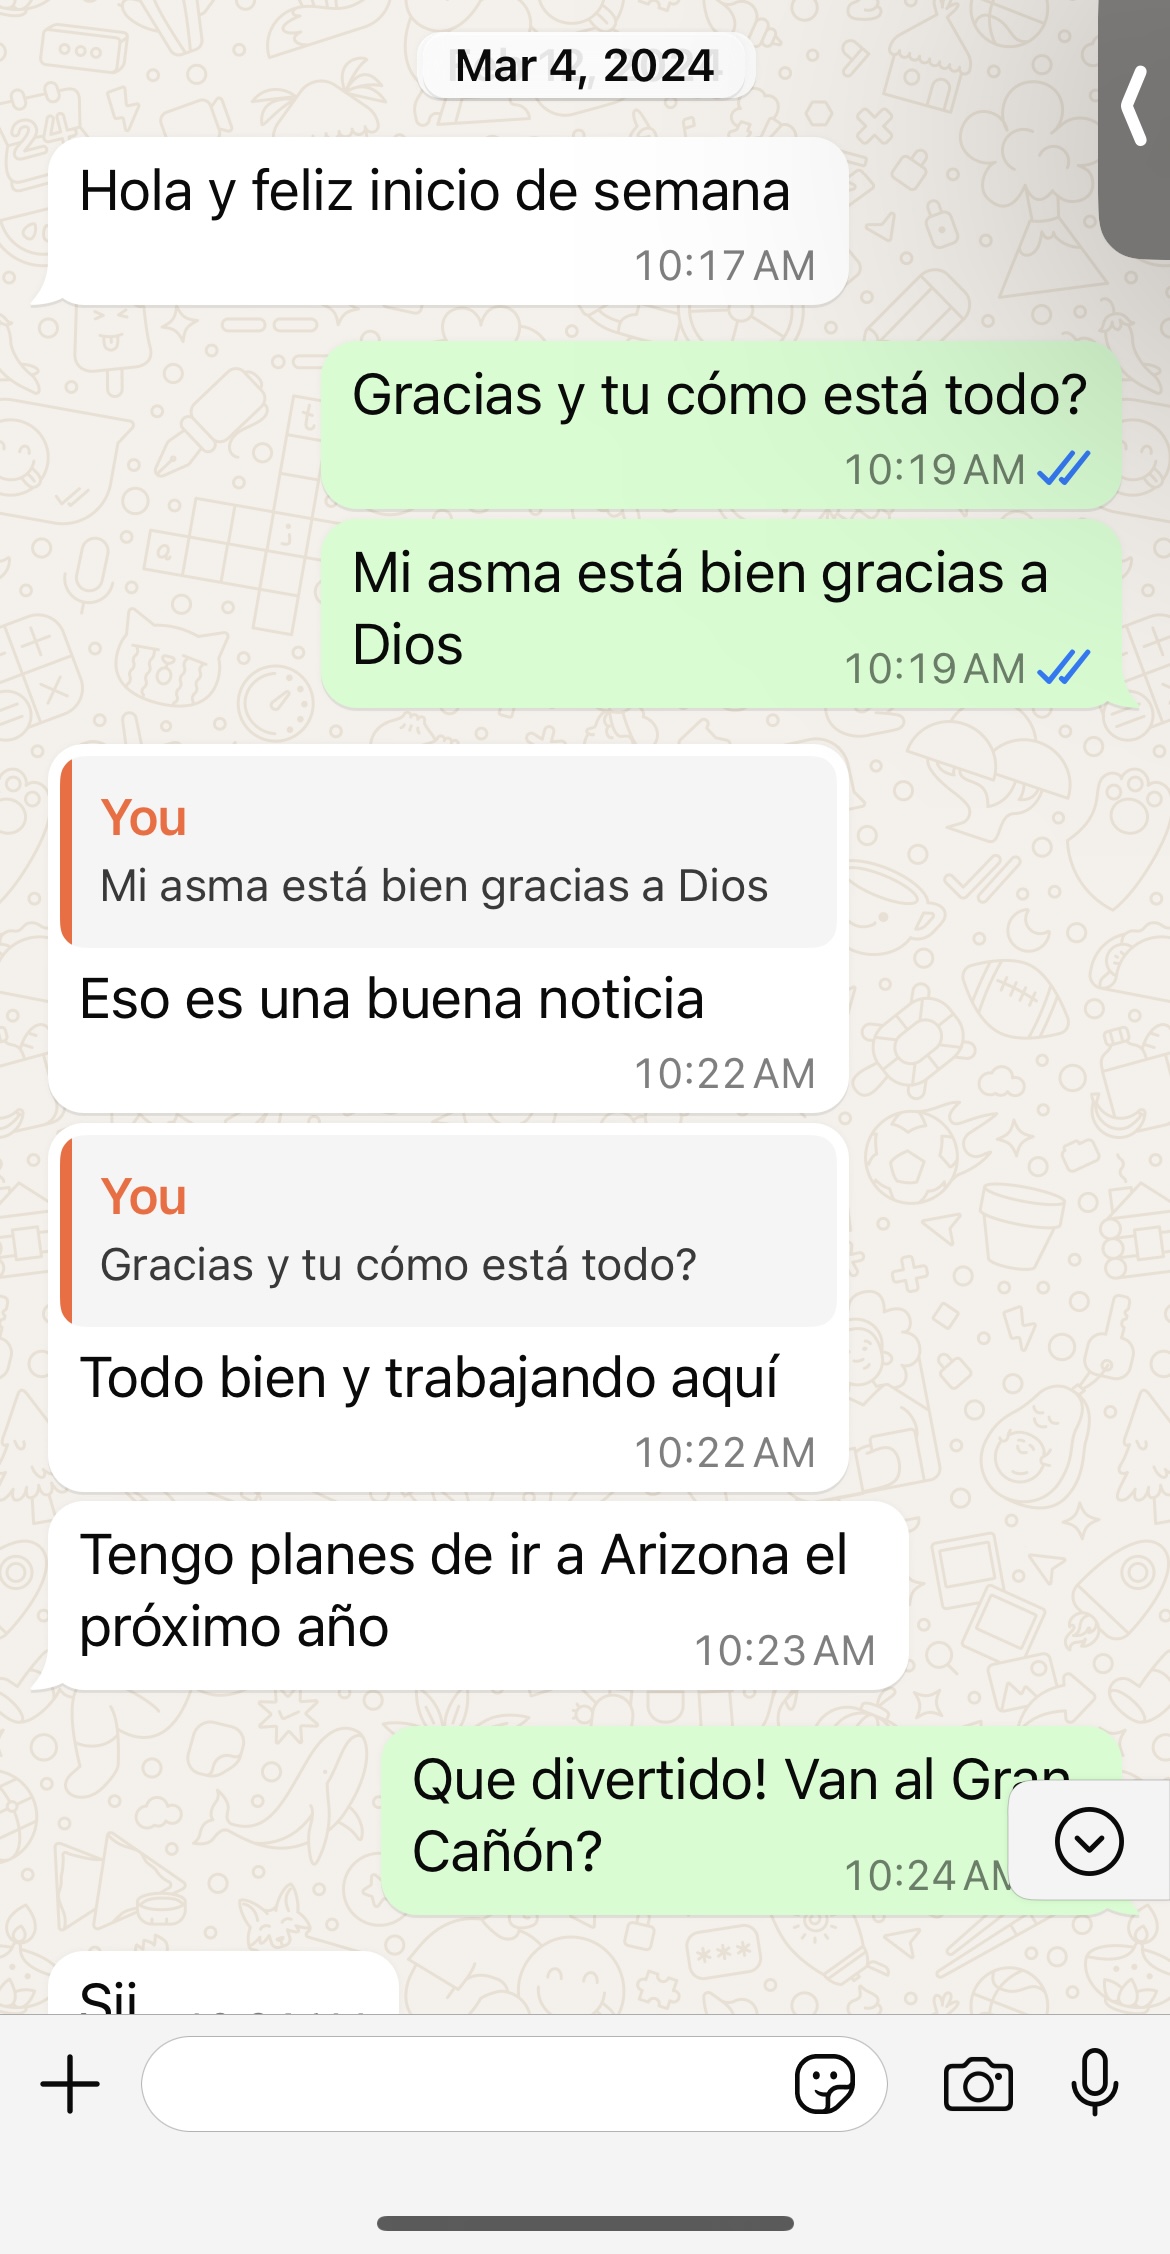 Mar 4, 2024
Hola y feliz inicio de semana
10:17 AM
Gracias y tu cómo está todo?
10:19 AM
Mi asma está bien gracias a
Dios
10:19 AM
You
Mi asma está bien gracias a Dios
Eso es una buena noticia
10:22 AM
You
Gracias y tu cómo está todo?
Todo bien y trabajando aquí
10:22 AM
Tengo planes de ir a Arizona el
próximo año
10:23 AM
Que divertido! Van al Gran
Cañón?
10:24 AM
Sii